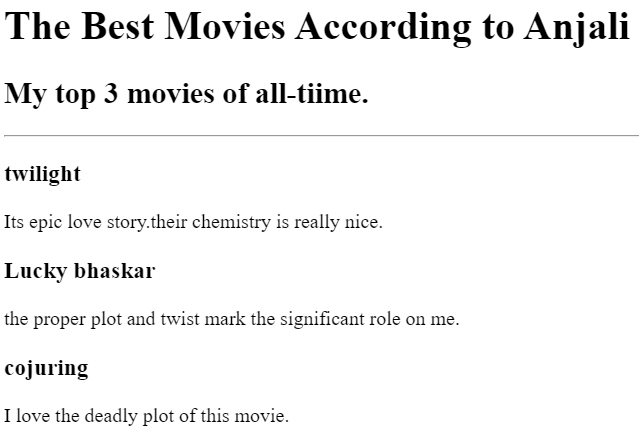 The Best Movies According to Anjali
My top 3 movies of all-tiime.
twilight
Its epic love story.their chemistry is really nice.
Lucky bhaskar
the proper plot and twist mark the significant role on me.
cojuring
I love the deadly plot of this movie.